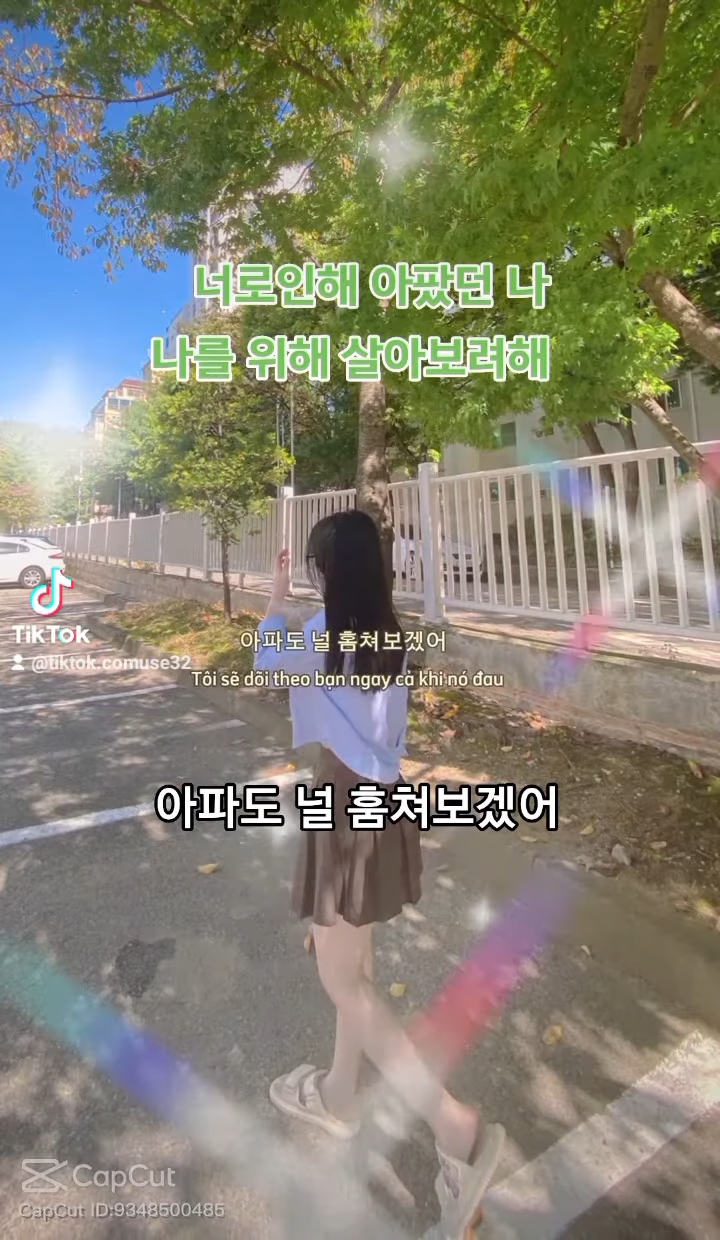 너로인해 아팠던 나
나를 위해 살아보려해
TikTok
@tiktok.comuse32
아파도 널 훔쳐보겠어
Tôi sẽ dõi theo bạn ngay cả khi nó đau
아파도 널 훔쳐보겠어
CapCut
CapCut ID:9348500485